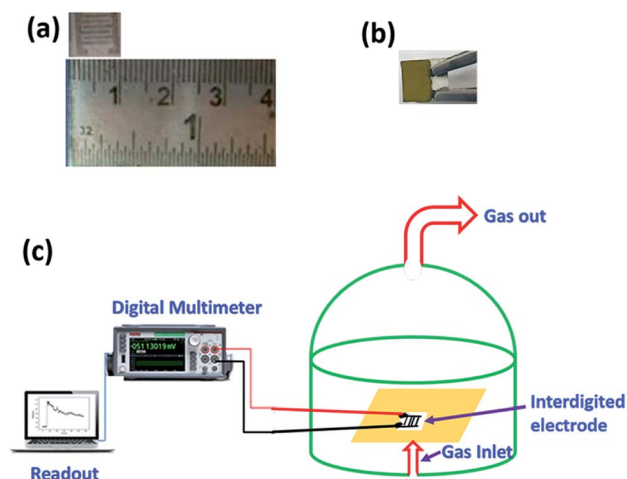 (a)
(b)
1 2 3 4
32
1
Gas out
(c)
Digital Multimeter
-05113019mV
Interdigited
electrode
Gas Inlet
Readout